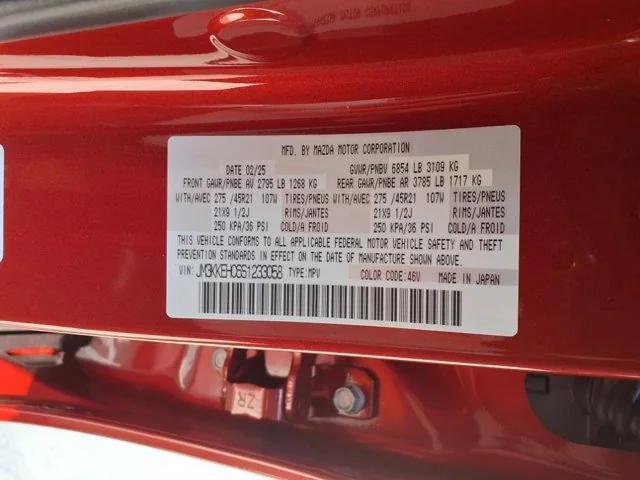 MFD. BY MAZDA MOTOR CORPORATION
DATE 02/25 GVWR/PNBV 6854 LB 3109 KG
FRONT GAWR/PNBE AV 2795 LB 1268 KG REAR GAWR/PNBE AR 3785 LB 1717 KG
WITH/AVEC 275 /45R21 107W TIRES/PNEUS WITH/AVEC 275 /45R21 107W TIRES/PNEUS
21X9 1/2J RIMS/JANTES 21X9 1/2J RIMS/JANTES
250 KPA/36 PSI COLD/A FROID 250 KPA/36 PSI COLD/A FROID
THIS VEHICLE CONFORMS TO ALL APPLICABLE FEDERAL MOTOR VEHICLE SAFETY AND THEFT
PREVENTION STANDARDS IN EFFECT ON THE DATE OF MANUFACTURE SHOWN ABOVE.
VIN: JM3KKEHC6S1233058 TYPE: MPV COLOR CODE: 46V MADE IN JAPAN
ZR